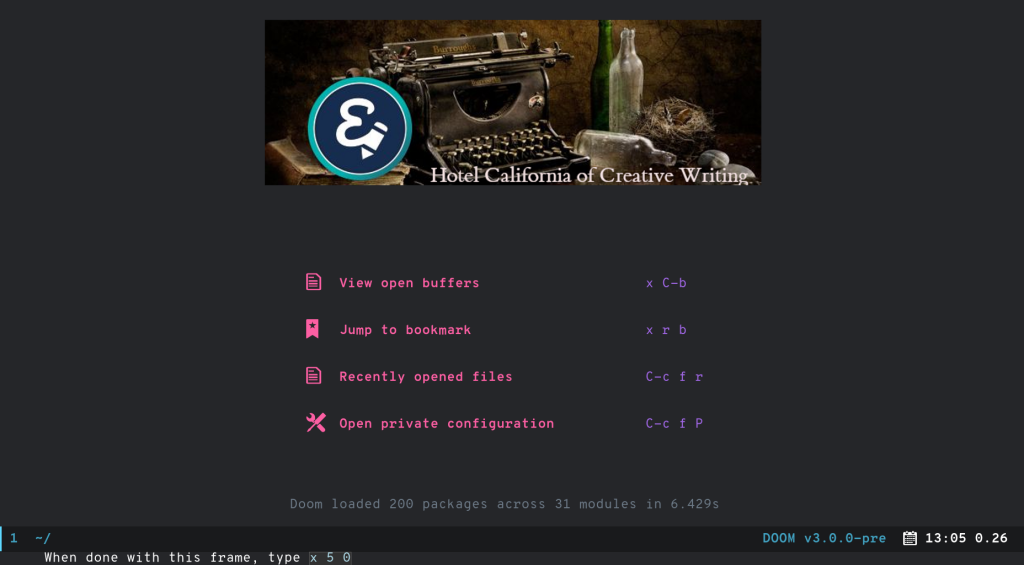 Burroughs
Hotel California of Creative Writing
View open buffers x C-b
Jump to bookmark x r b
Recently opened files C-c f r
Open private configuration C-c f P
Doom loaded 200 packages across 31 modules in 6.429s
1 ~/ DOOM v3.0.0-pre 13:05 0.26
When done with this frame, type x 5 0